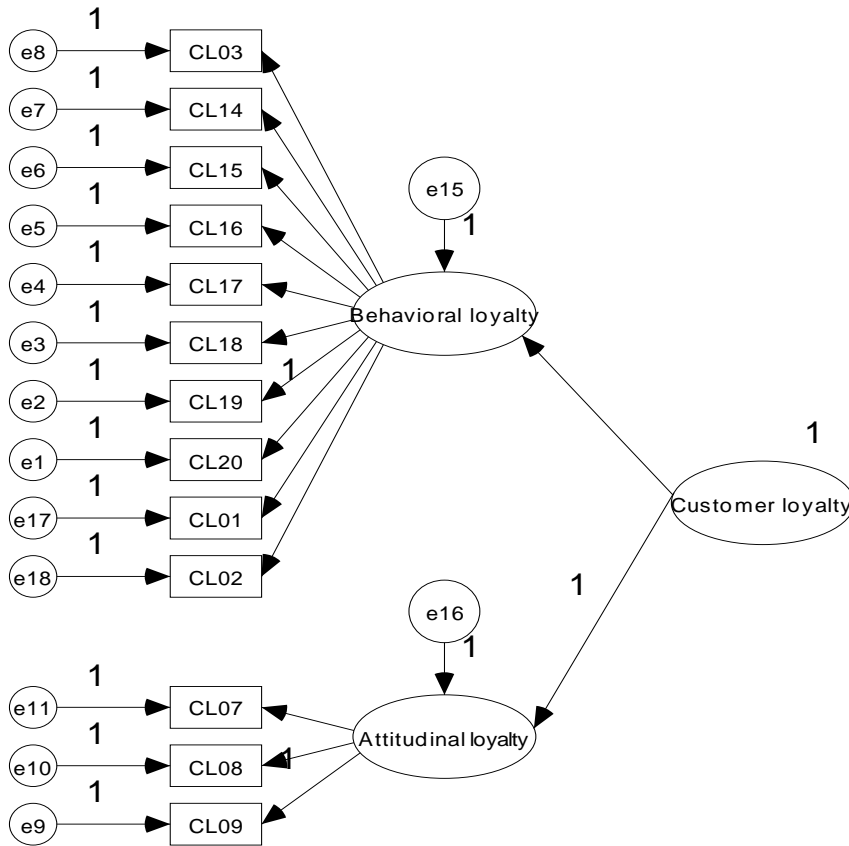 1
e8 CL03
1
e7 CL14
1
e6 CL15
e15
1
e5 CL16
1
1
e4 CL17
Behavioral loyalty
1
e3 CL18
1
1
e2 CL19
1
1
e1 CL20
1
e17 CL01
Customer loyalty
1
e18 CL02
1
e16
1
1
e11 CL07
1
Attitudinal loyalty
e10 CL08
1
1
e9 CL09